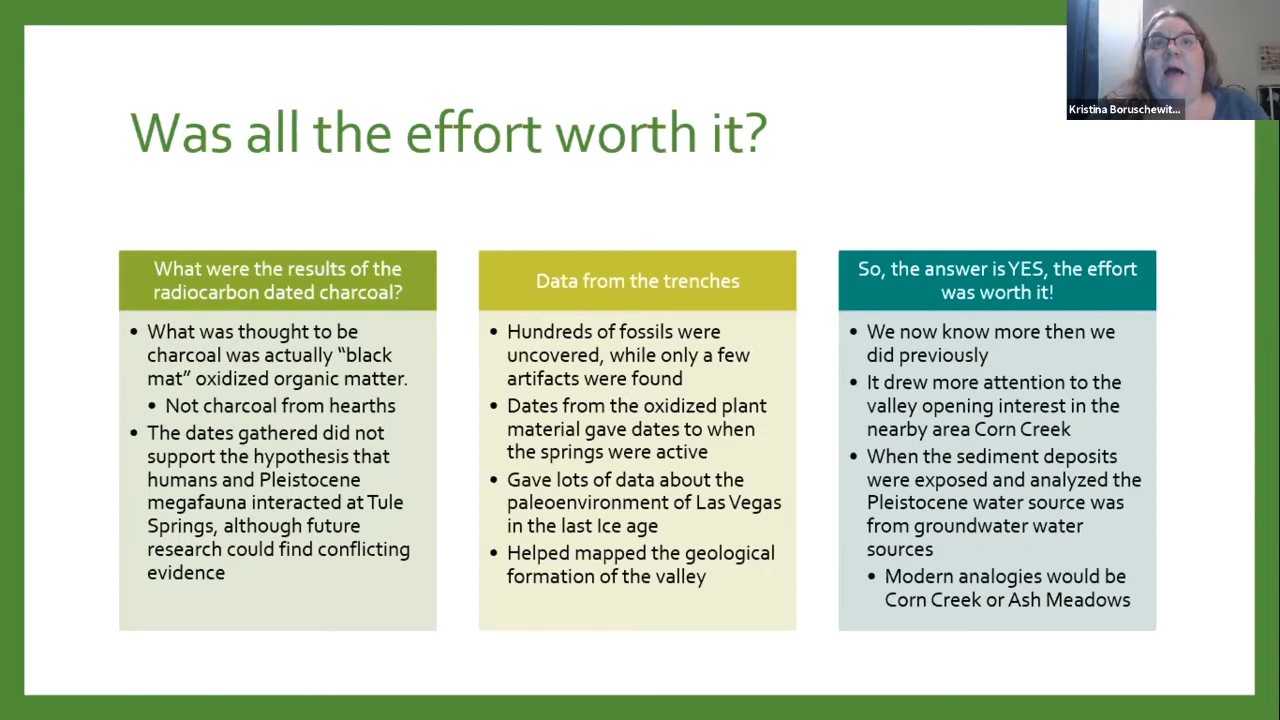 Kristina Boruschewit...
Was all the effort worth it?
What were the results of the
radiocarbon dated charcoal?
• What was thought to be
charcoal was actually “black
mat” oxidized organic matter.
• Not charcoal from hearths
• The dates gathered did not
support the hypothesis that
humans and Pleistocene
megafauna interacted at Tule
Springs, although future
research could find conflicting
evidence
Data from the trenches
• Hundreds of fossils were
uncovered, while only a few
artifacts were found
• Dates from the oxidized plant
material gave dates to when
the springs were active
• Gave lots of data about the
paleoenvironment of Las Vegas
in the last Ice age
• Helped mapped the geological
formation of the valley
So, the answer is YES, the effort
was worth it!
• We now know more then we
did previously
• It drew more attention to the
valley opening interest in the
nearby area Corn Creek
• When the sediment deposits
were exposed and analyzed the
Pleistocene water source was
from groundwater water
sources
• Modern analogies would be
Corn Creek or Ash Meadows